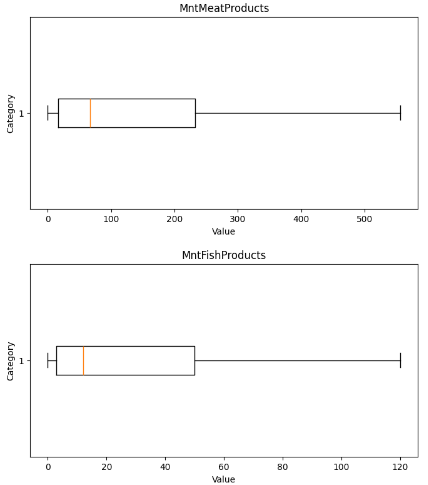 MntMeatProducts
Category
1
0 100 200 300 400 500
Value
MntFishProducts
Category
1
0 20 40 60 80 100 120
Value